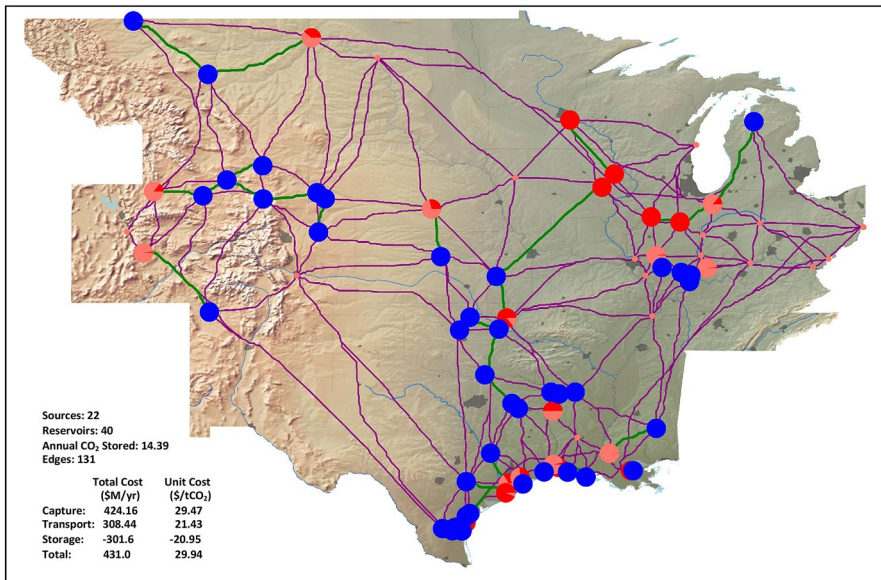 Sources: 22
Reservoirs: 40
Annual CO₂ Stored: 14.39
Edges: 131
Total Cost Unit Cost
($M/yr) ($/tCO₂)
Capture: 424.16 29.47
Transport: 308.44 21.43
Storage: -301.6 -20.95
Total: 431.0 29.94